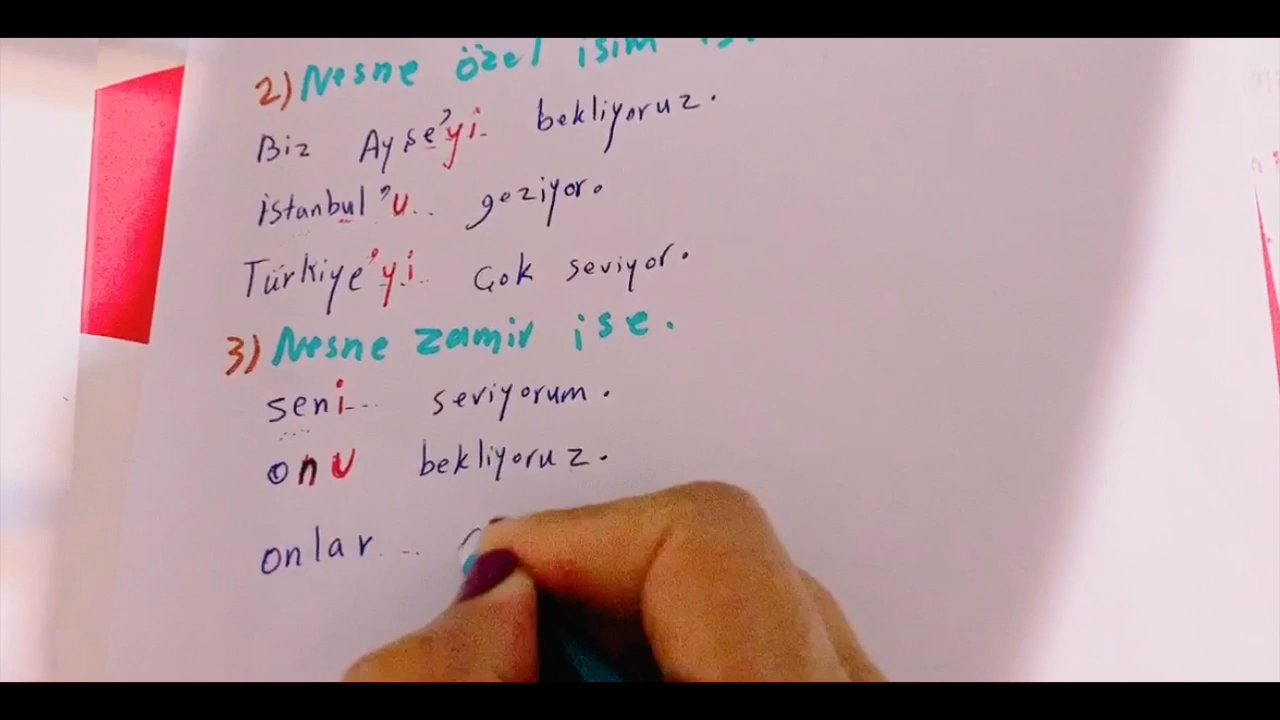 2) Nesne özel isim
Biz Ayşe'yi bekliyoruz.
istanbul'u.. geziyor.
Türkiye'yi.. çok seviyor.
3) Nesne zamir ise.
seni... seviyorum.
onu bekliyoruz.
onlar...